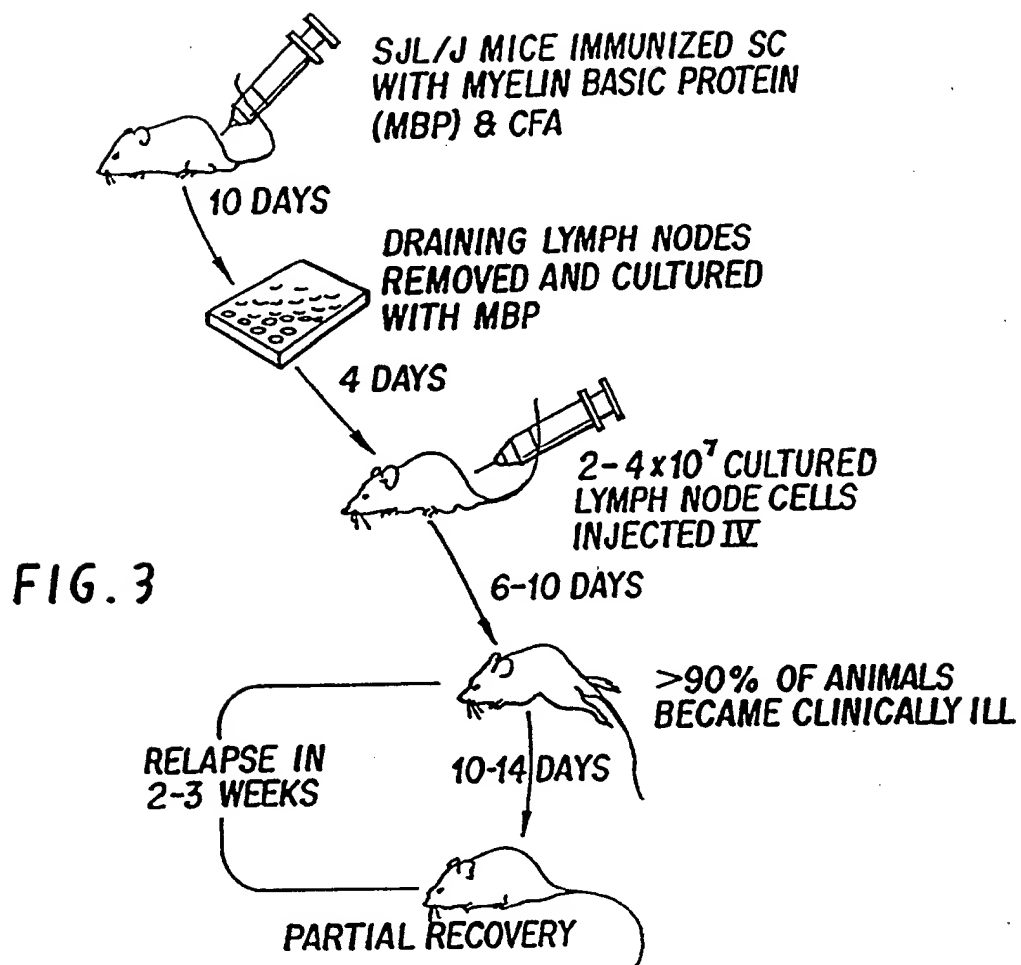 SJL/J MICE IMMUNIZED SC
WITH MYELIN BASIC PROTEIN
(MBP) & CFA
10 DAYS
DRAINING LYMPH NODES
REMOVED AND CULTURED
WITH MBP
4 DAYS
2-4x10⁷ CULTURED
LYMPH NODE CELLS
INJECTED IV
FIG. 3
6-10 DAYS
>90% OF ANIMALS
BECAME CLINICALLY ILL
RELAPSE IN
2-3 WEEKS
10-14 DAYS
PARTIAL RECOVERY